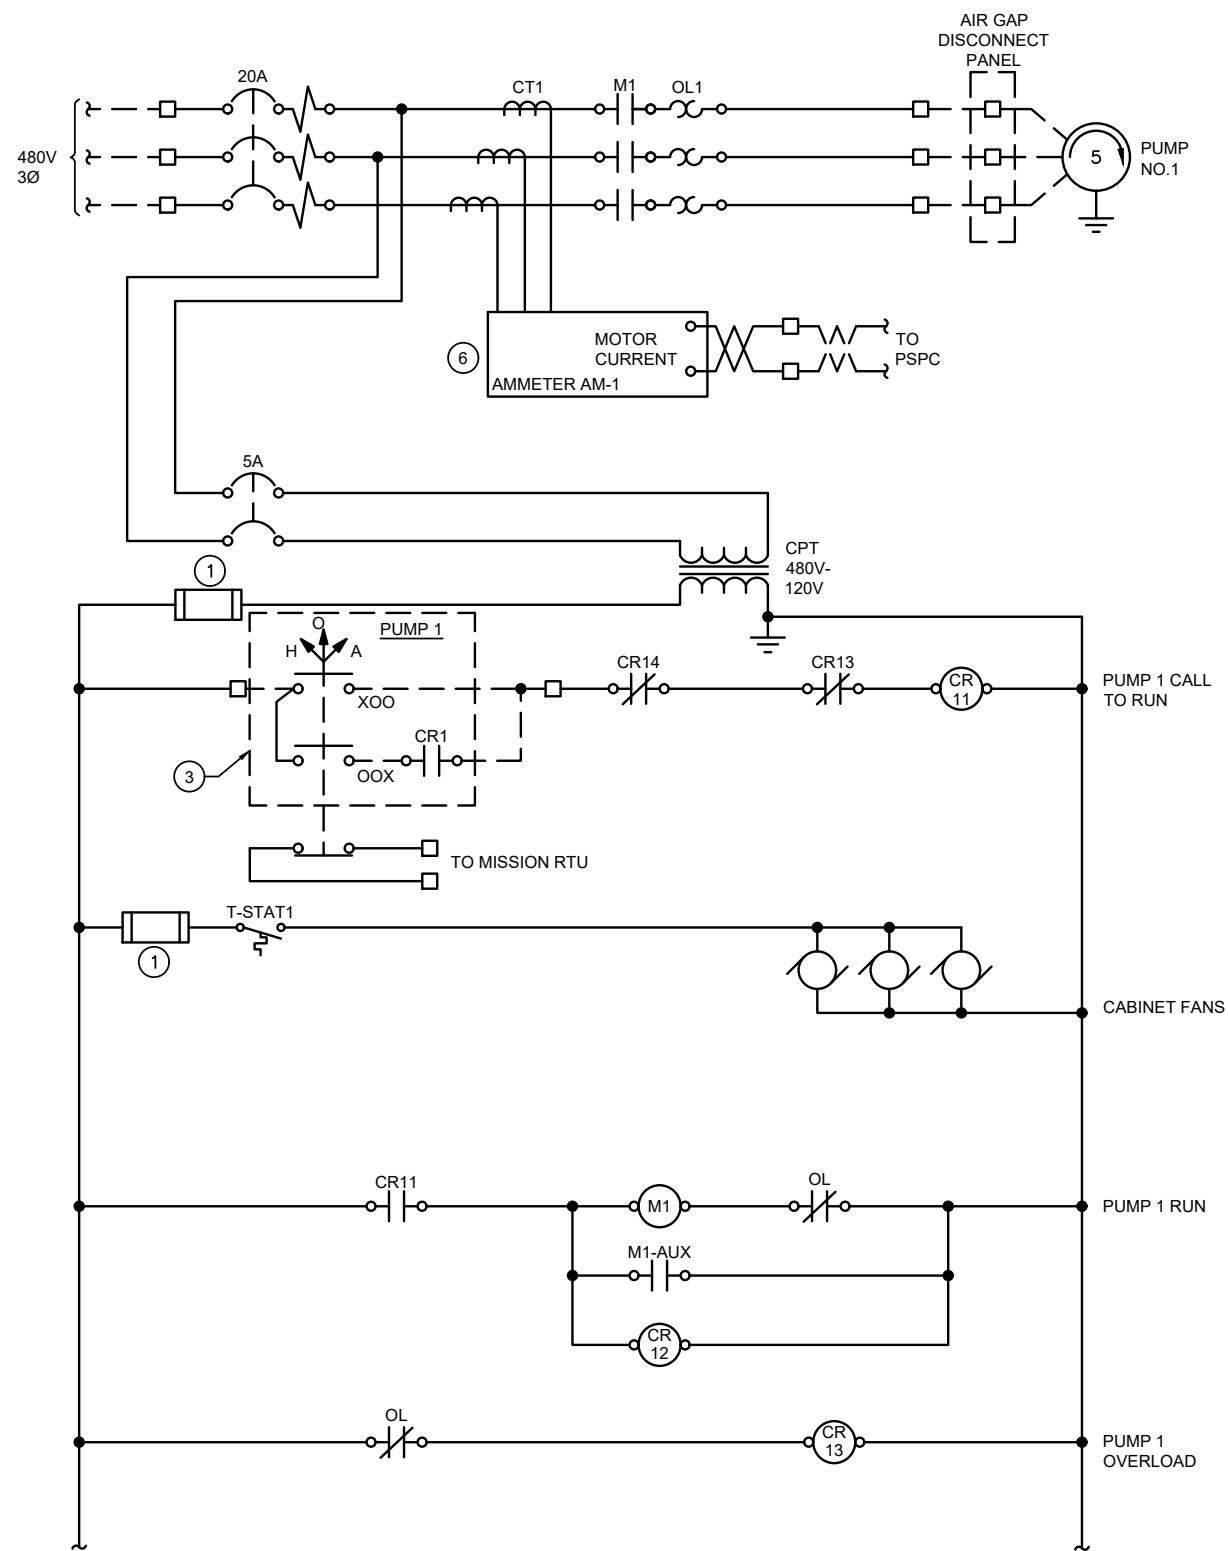 AIR GAP
DISCONNECT
PANEL
20A
CT1
M1
OL1
480V
3Ø
5
PUMP
NO.1
6
MOTOR
CURRENT
AMMETER AM-1
TO
PSPC
5A
CPT
480V-
120V
1
PUMP 1
O
H
A
XOO
CR14
CR13
CR
11
PUMP 1 CALL
TO RUN
CR1
OOX
3
TO MISSION RTU
T-STAT1
1
CABINET FANS
CR11
M1
OL
PUMP 1 RUN
M1-AUX
CR
12
OL
CR
13
PUMP 1
OVERLOAD